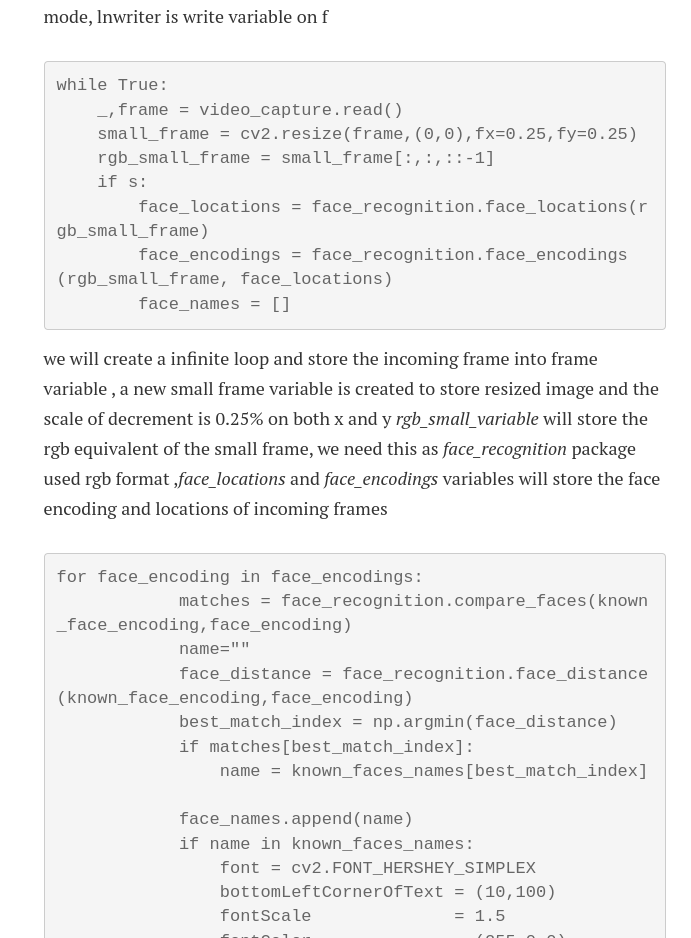 mode, lnwriter is write variable on f
while True:
    _,frame = video_capture.read()
    small_frame = cv2.resize(frame,(0,0),fx=0.25,fy=0.25)
    rgb_small_frame = small_frame[:,:,::-1]
    if s:
        face_locations = face_recognition.face_locations(r
gb_small_frame)
        face_encodings = face_recognition.face_encodings
(rgb_small_frame, face_locations)
        face_names = []
we will create a infinite loop and store the incoming frame into frame
variable , a new small frame variable is created to store resized image and the
scale of decrement is 0.25% on both x and y rgb_small_variable will store the
rgb equivalent of the small frame, we need this as face_recognition package
used rgb format ,face_locations and face_encodings variables will store the face
encoding and locations of incoming frames
for face_encoding in face_encodings:
            matches = face_recognition.compare_faces(known
_face_encoding,face_encoding)
            name=""
            face_distance = face_recognition.face_distance
(known_face_encoding,face_encoding)
            best_match_index = np.argmin(face_distance)
            if matches[best_match_index]:
                name = known_faces_names[best_match_index]
            face_names.append(name)
            if name in known_faces_names:
                font = cv2.FONT_HERSHEY_SIMPLEX
                bottomLeftCornerOfText = (10,100)
                fontScale              = 1.5